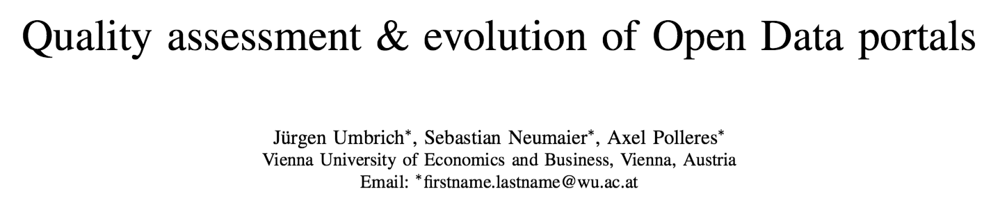 Quality assessment & evolution of Open Data portals
Jürgen Umbrich*, Sebastian Neumaier*, Axel Polleres*
Vienna University of Economics and Business, Vienna, Austria
Email: *firstname.lastname@wu.ac.at